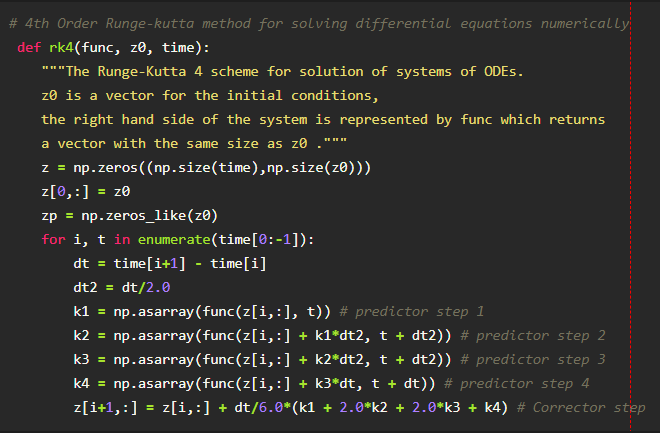 # 4th Order Runge-kutta method for solving differential equations numerically
def rk4(func, z0, time):
"""The Runge-Kutta 4 scheme for solution of systems of ODEs.
z0 is a vector for the initial conditions,
the right hand side of the system is represented by func which returns
a vector with the same size as z0 ."""
z = np.zeros((np.size(time),np.size(z0)))
z[0,:] = z0
zp = np.zeros_like(z0)
for i, t in enumerate(time[0:-1]):
dt = time[i+1] - time[i]
dt2 = dt/2.0
k1 = np.asarray(func(z[i,:], t)) # predictor step 1
k2 = np.asarray(func(z[i,:] + k1*dt2, t + dt2)) # predictor step 2
k3 = np.asarray(func(z[i,:] + k2*dt2, t + dt2)) # predictor step 3
k4 = np.asarray(func(z[i,:] + k3*dt, t + dt)) # predictor step 4
z[i+1,:] = z[i,:] + dt/6.0*(k1 + 2.0*k2 + 2.0*k3 + k4) # Corrector step